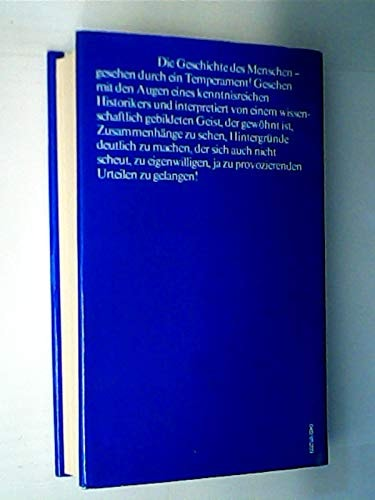 Die Geschichte des Menschen –
gesehen durch ein Temperament! Gesehen
mit den Augen eines kenntnisreichen
Historikers und interpretiert von einem wissen-
schaftlich gebildeten Geist, der gewöhnt ist,
Zusammenhänge zu sehen, Hintergründe
deutlich zu machen, der sich auch nicht
scheut, zu eigenwilligen, ja zu provozierenden
Urteilen zu gelangen!